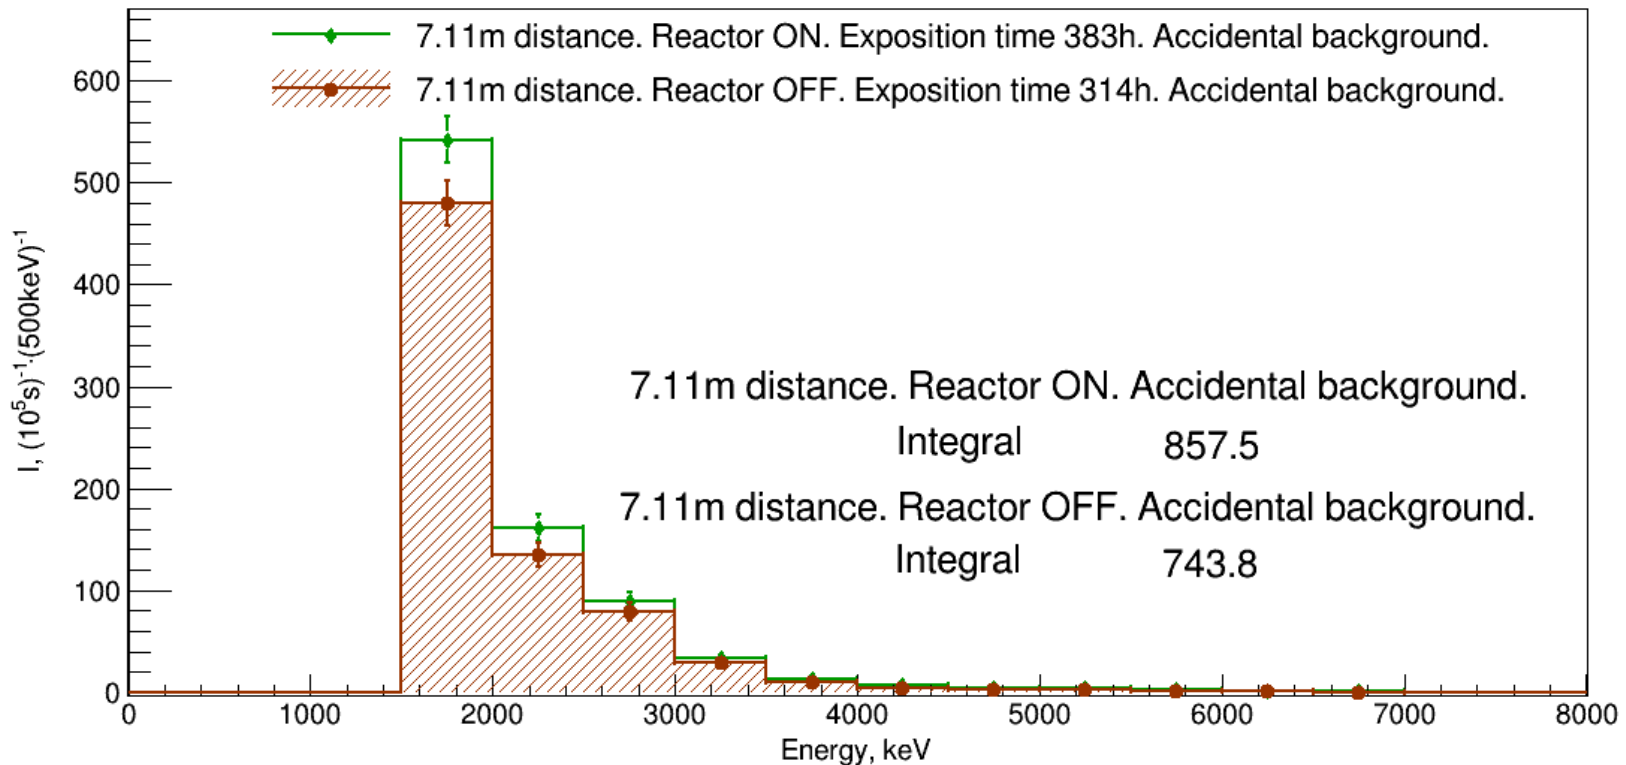 7.11m distance. Reactor ON. Exposition time 383h. Accidental background.
7.11m distance. Reactor OFF. Exposition time 314h. Accidental background.
600
500
400
300
200
100
0
I, (10⁵s)⁻¹·(500keV)⁻¹
7.11m distance. Reactor ON. Accidental background.
Integral 857.5
7.11m distance. Reactor OFF. Accidental background.
Integral 743.8
0 1000 2000 3000 4000 5000 6000 7000 8000
Energy, keV